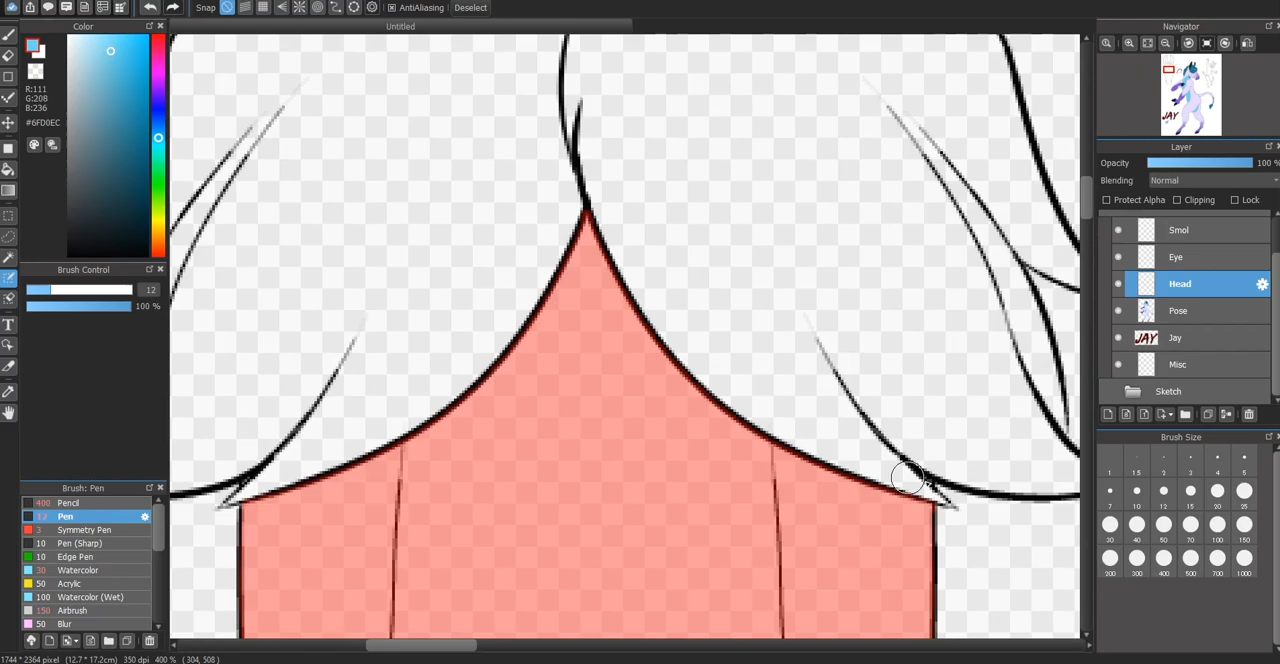 Snap
AntiAliasing
Deselect
Color
Untitled
Navigator
R:111
G:208
B:236
#6FD0EC
JAY
Layer
Opacity
100 %
Blending
Normal
Protect Alpha
Clipping
Lock
Smol
Eye
Head
Pose
JAY
Jay
Misc
Sketch
Brush Control
12
100 %
Brush Size
1 1.5 2 3 4 5
7 10 12 15 20 25
30 40 50 70 100 150
200 300 400 500 700 1000
Brush: Pen
400 Pencil
12 Pen
3 Symmetry Pen
10 Pen (Sharp)
10 Edge Pen
30 Watercolor
50 Acrylic
100 Watercolor (Wet)
150 Airbrush
50 Blur
1744 * 2364 pixel (12.7 * 17.2cm) 350 dpi 400 % ( 304, 508 )